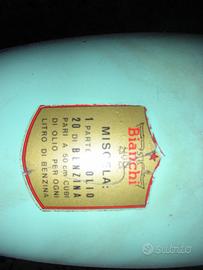 Bianchi
MISCELA:
1 PARTE DI OLIO
20 DI BENZINA
PARI A 50 cm³ CUBI
DI OLIO PER OGNI
LITRO DI BENZINA
Subito